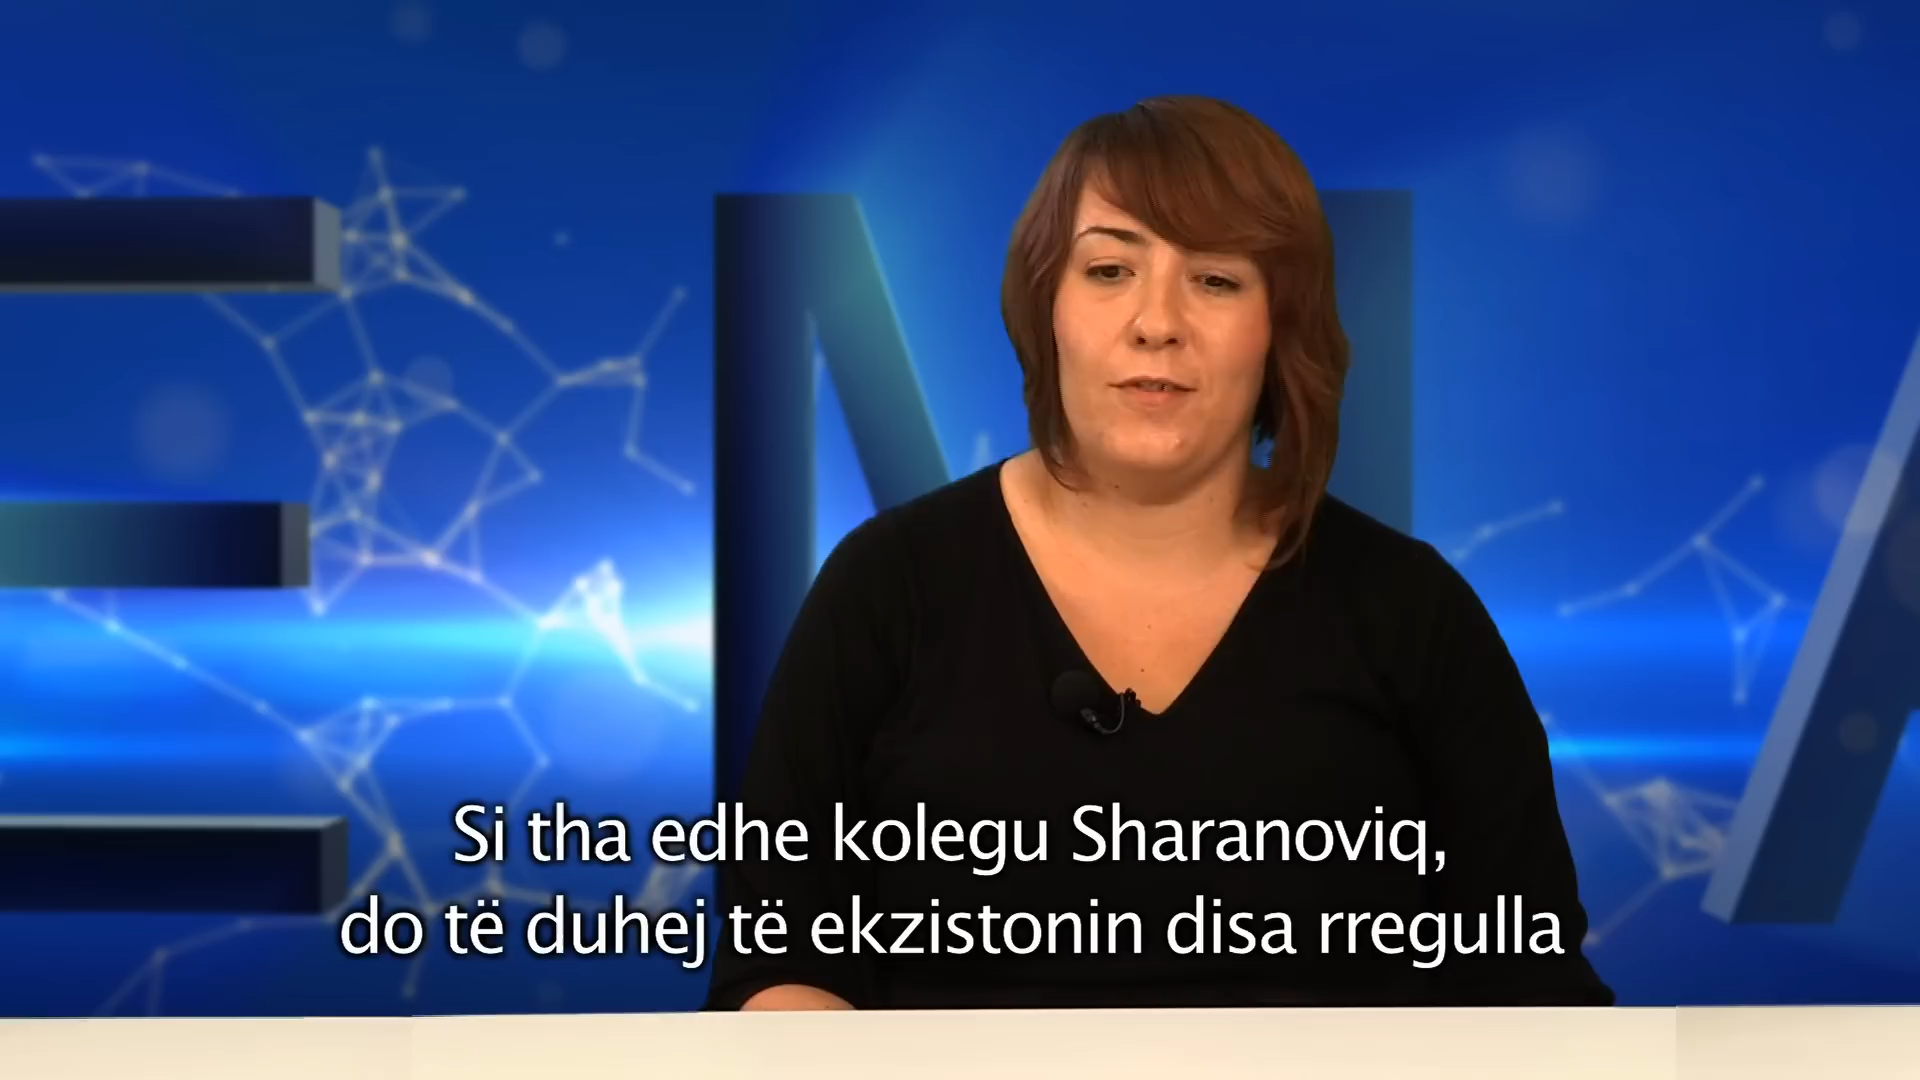 E N A
Si tha edhe kolegu Sharanoviq,
do të duhej të ekzistonin disa rregulla